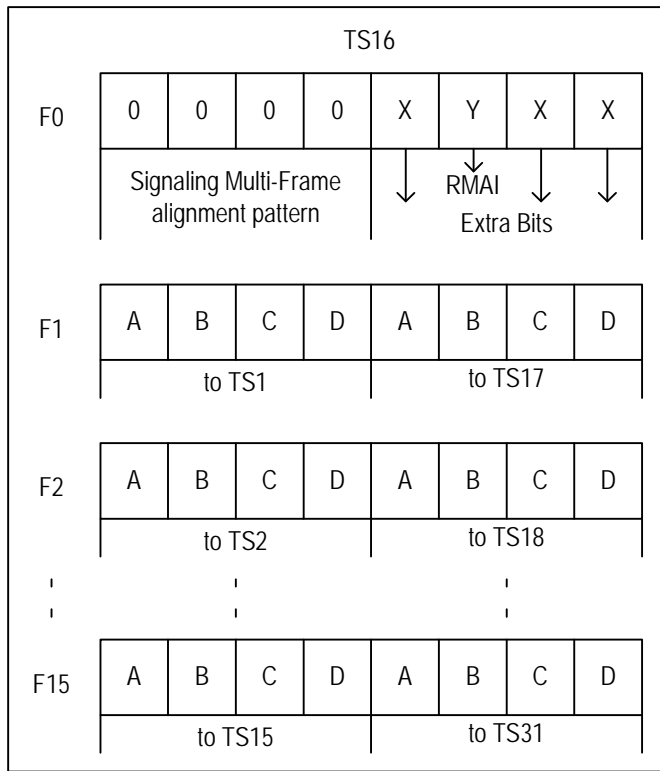 TS16
F0 0 0 0 0 X Y X X
Signaling Multi-Frame
alignment pattern
RMAI
Extra Bits
F1 A B C D A B C D
to TS1 to TS17
F2 A B C D A B C D
to TS2 to TS18
F15 A B C D A B C D
to TS15 to TS31